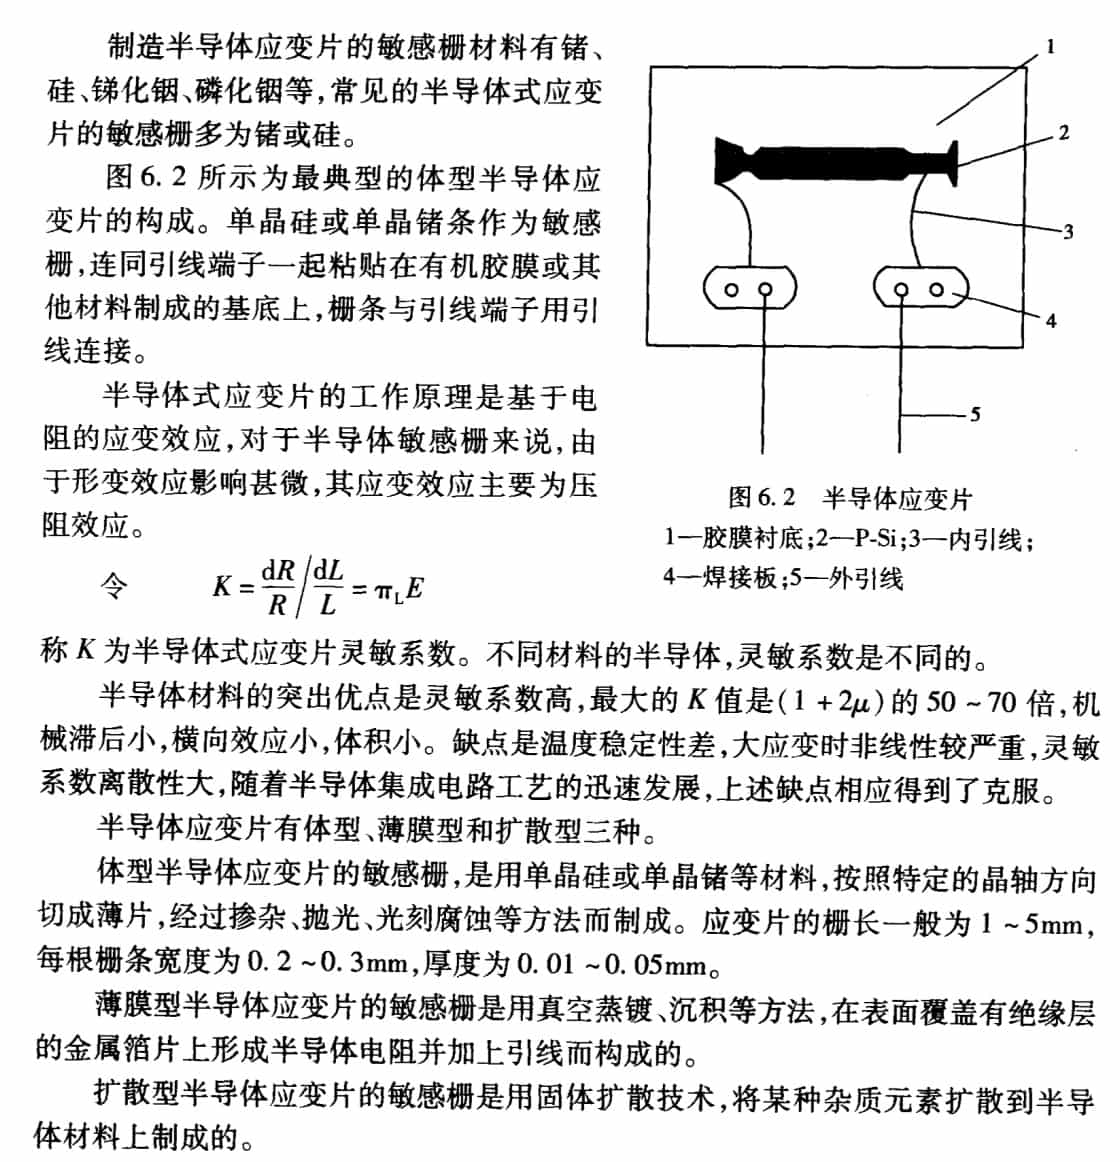 制造半导体应变片的敏感栅材料有锗、
硅、锑化铟、磷化铟等,常见的半导体式应变
片的敏感栅多为锗或硅。
图6.2所示为最典型的体型半导体应
变片的构成。单晶硅或单晶锗条作为敏感
栅,连同引线端子一起粘贴在有机胶膜或其
他材料制成的基底上,栅条与引线端子用引
线连接。
半导体式应变片的工作原理是基于电
阻的应变效应,对于半导体敏感栅来说,由
于形变效应影响甚微,其应变效应主要为压
阻效应。
1
2
3
4
5
图6.2 半导体应变片
1—胶膜衬底;2—P-Si;3—内引线;
4—焊接板;5—外引线
令 K = dR/R / dL/L = π_L E
称 K 为半导体式应变片灵敏系数。不同材料的半导体,灵敏系数是不同的。
半导体材料的突出优点是灵敏系数高,最大的 K 值是(1+2μ)的50~70倍,机
械滞后小,横向效应小,体积小。缺点是温度稳定性差,大应变时非线性较严重,灵敏
系数离散性大,随着半导体集成电路工艺的迅速发展,上述缺点相应得到了克服。
半导体应变片有体型、薄膜型和扩散型三种。
体型半导体应变片的敏感栅,是用单晶硅或单晶锗等材料,按照特定的晶轴方向
切成薄片,经过掺杂、抛光、光刻腐蚀等方法而制成。应变片的栅长一般为1~5mm,
每根栅条宽度为0.2~0.3mm,厚度为0.01~0.05mm。
薄膜型半导体应变片的敏感栅是用真空蒸镀、沉积等方法,在表面覆盖有绝缘层
的金属箔片上形成半导体电阻并加上引线而构成的。
扩散型半导体应变片的敏感栅是用固体扩散技术,将某种杂质元素扩散到半导
体材料上制成的。